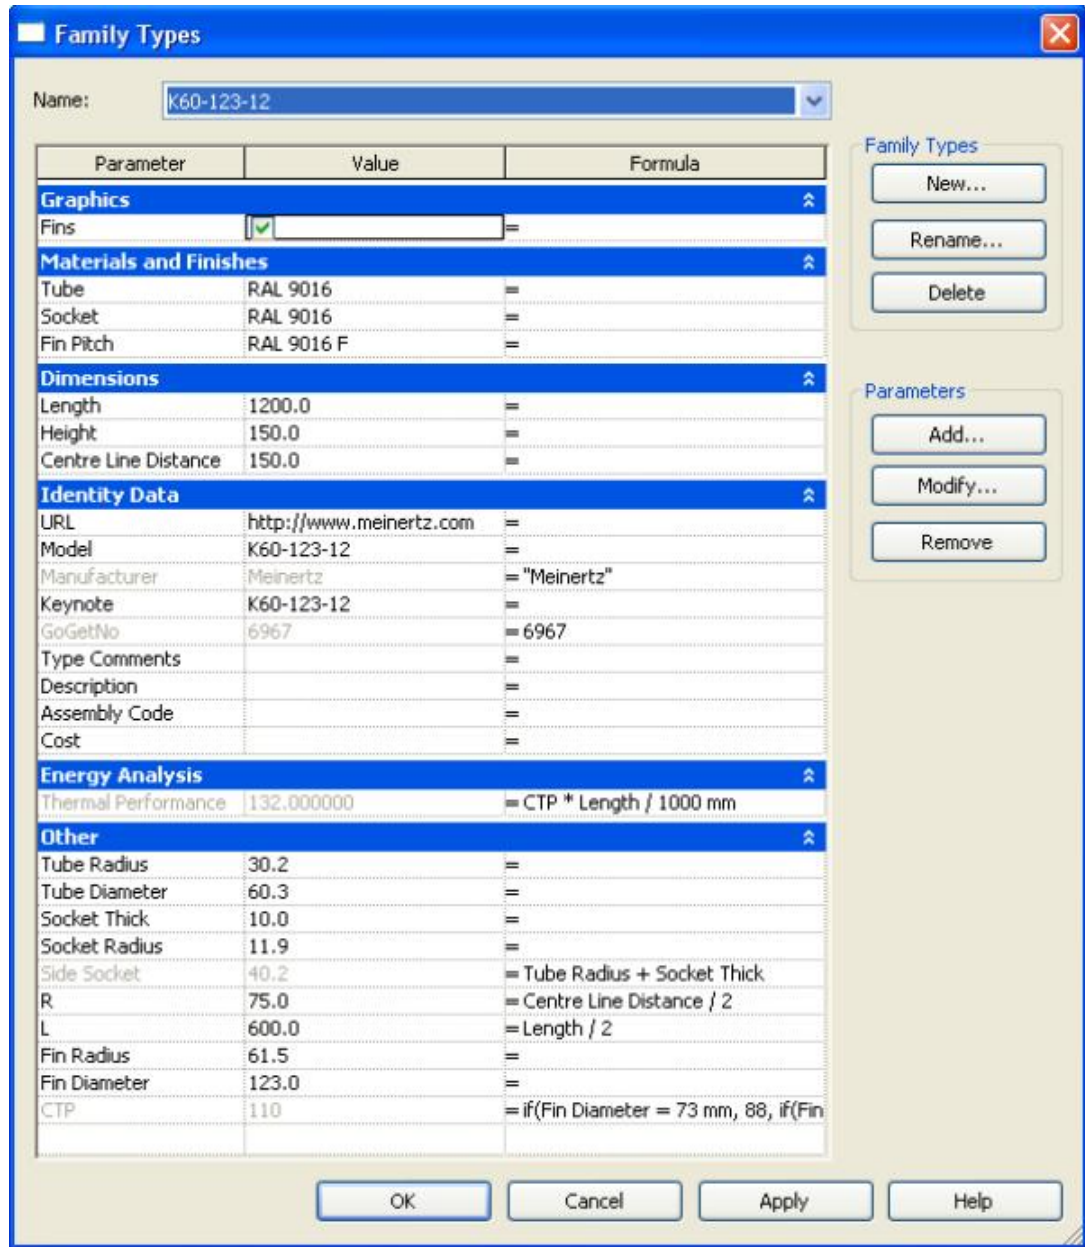 Family Types
Name: K60-123-12
Parameter Value Formula
Graphics
Fins =
Materials and Finishes
Tube RAL 9016 =
Socket RAL 9016 =
Fin Pitch RAL 9016 F =
Dimensions
Length 1200.0 =
Height 150.0 =
Centre Line Distance 150.0 =
Identity Data
URL http://www.meinertz.com =
Model K60-123-12 =
Manufacturer Meinertz = "Meinertz"
Keynote K60-123-12 =
GoGetNo 6967 = 6967
Type Comments =
Description =
Assembly Code =
Cost =
Energy Analysis
Thermal Performance 132.000000 = CTP * Length / 1000 mm
Other
Tube Radius 30.2 =
Tube Diameter 60.3 =
Socket Thick 10.0 =
Socket Radius 11.9 =
Side Socket 40.2 = Tube Radius + Socket Thick
R 75.0 = Centre Line Distance / 2
L 600.0 = Length / 2
Fin Radius 61.5 =
Fin Diameter 123.0 =
CTP 110 = if(Fin Diameter = 73 mm, 88, if(Fin
Family Types
New...
Rename...
Delete
Parameters
Add...
Modify...
Remove
OK Cancel Apply Help